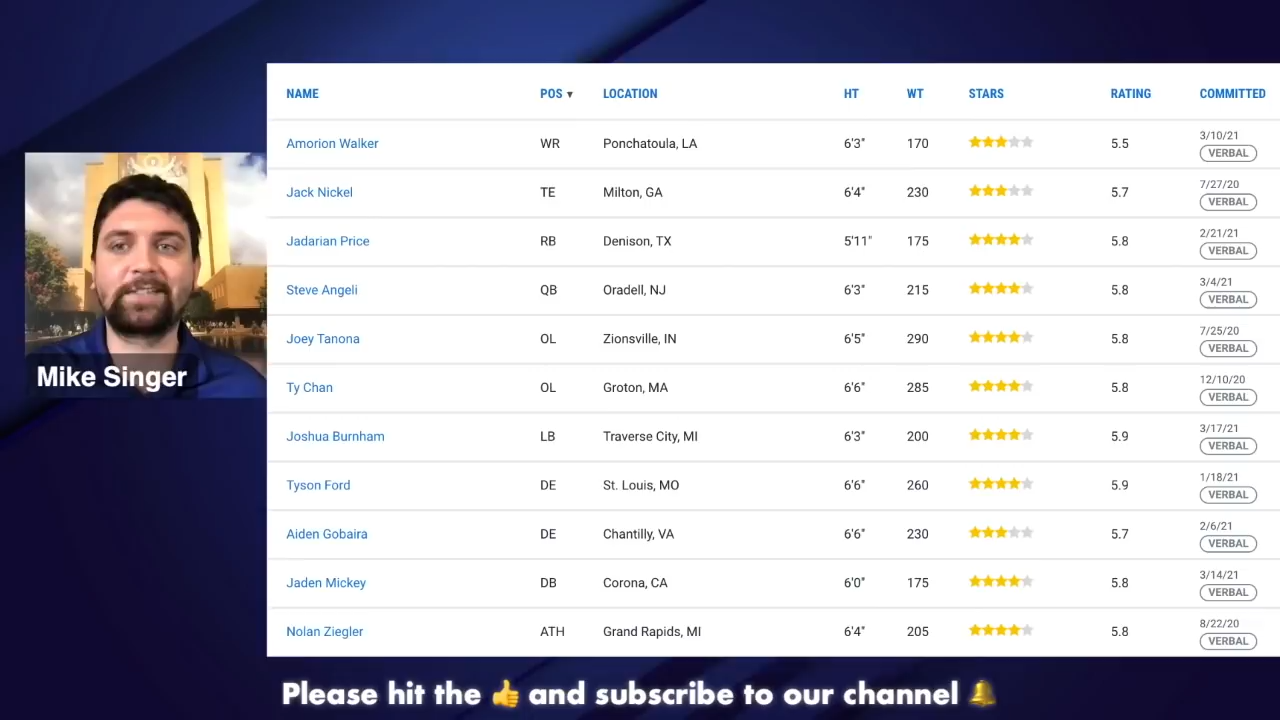 NAME POS ▼ LOCATION HT WT STARS RATING COMMITTED
Amorion Walker WR Ponchatoula, LA 6'3" 170 5.5 3/10/21 VERBAL
Jack Nickel TE Milton, GA 6'4" 230 5.7 7/27/20 VERBAL
Jadarian Price RB Denison, TX 5'11" 175 5.8 2/21/21 VERBAL
Steve Angeli QB Oradell, NJ 6'3" 215 5.8 3/4/21 VERBAL
Joey Tanona OL Zionsville, IN 6'5" 290 5.8 7/25/20 VERBAL
Ty Chan OL Groton, MA 6'6" 285 5.8 12/10/20 VERBAL
Joshua Burnham LB Traverse City, MI 6'3" 200 5.9 3/17/21 VERBAL
Tyson Ford DE St. Louis, MO 6'6" 260 5.9 1/18/21 VERBAL
Aiden Gobaira DE Chantilly, VA 6'6" 230 5.7 2/6/21 VERBAL
Jaden Mickey DB Corona, CA 6'0" 175 5.8 3/14/21 VERBAL
Nolan Ziegler ATH Grand Rapids, MI 6'4" 205 5.8 8/22/20 VERBAL
Mike Singer
Please hit the 👍 and subscribe to our channel 🔔